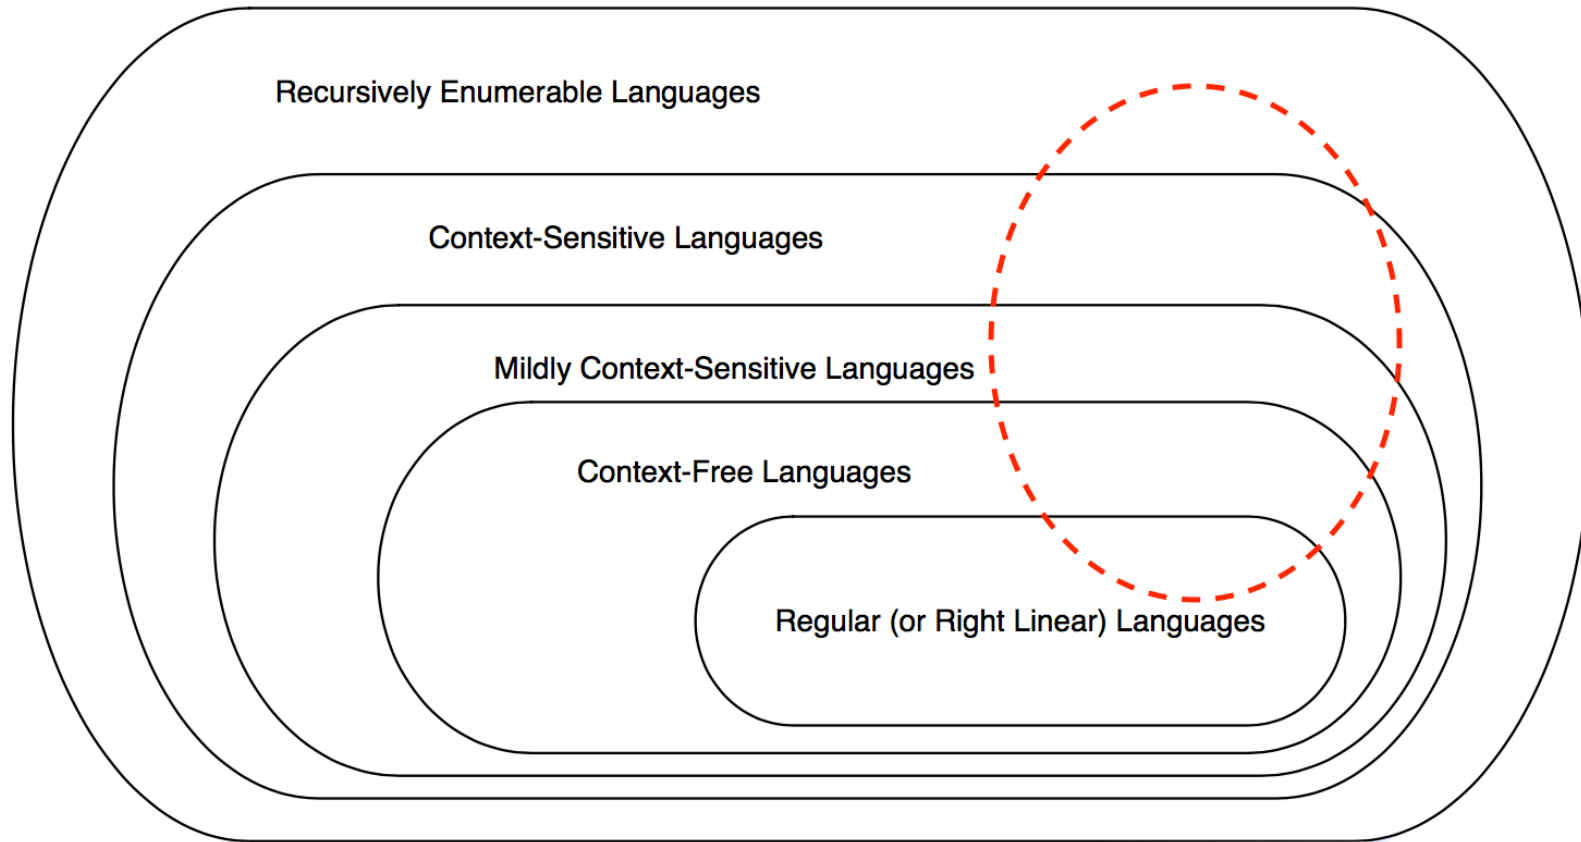 Recursively Enumerable Languages
Context-Sensitive Languages
Mildly Context-Sensitive Languages
Context-Free Languages
Regular (or Right Linear) Languages